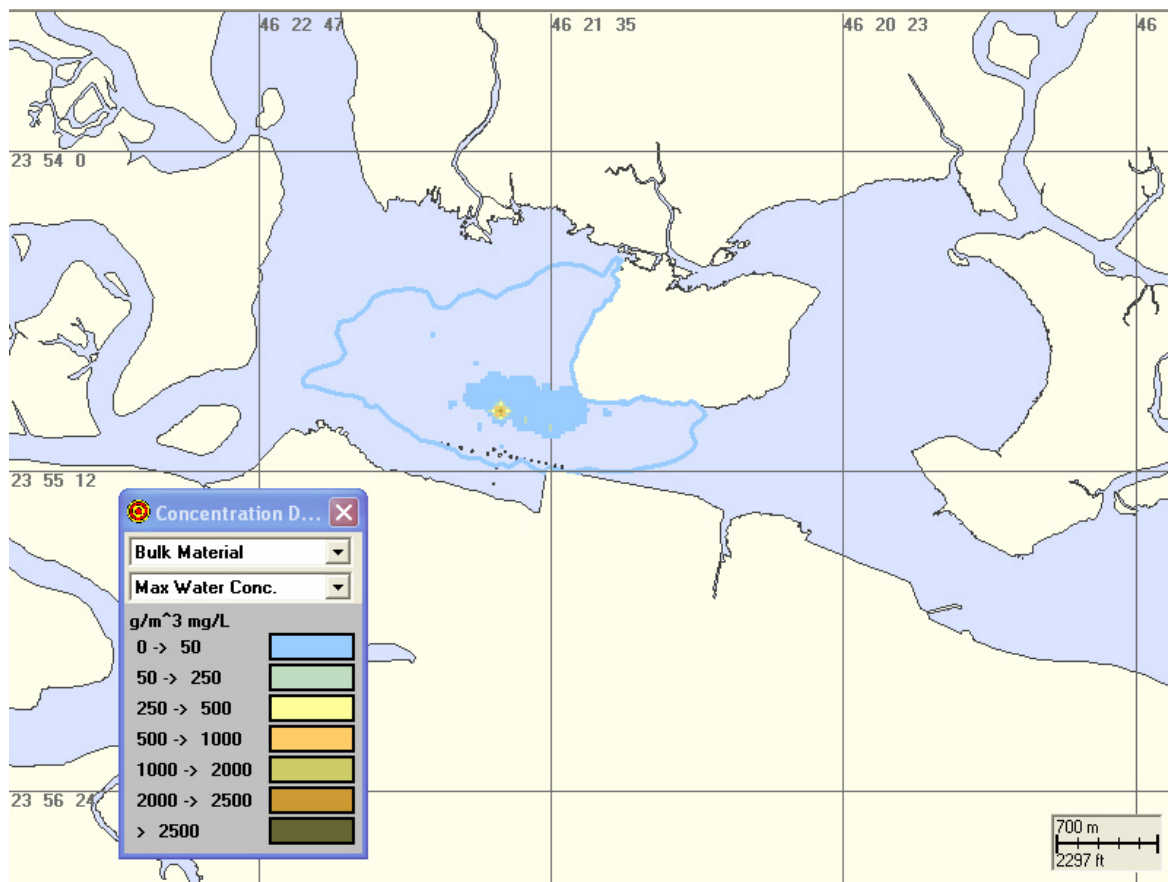 46 22 47
46 21 35
46 20 23
46
23 54 0
23 55 12
23 56 24
Concentration D...
Bulk Material
Max Water Conc.
g/m^3 mg/L
0 -> 50
50 -> 250
250 -> 500
500 -> 1000
1000 -> 2000
2000 -> 2500
> 2500
700 m
2297 ft